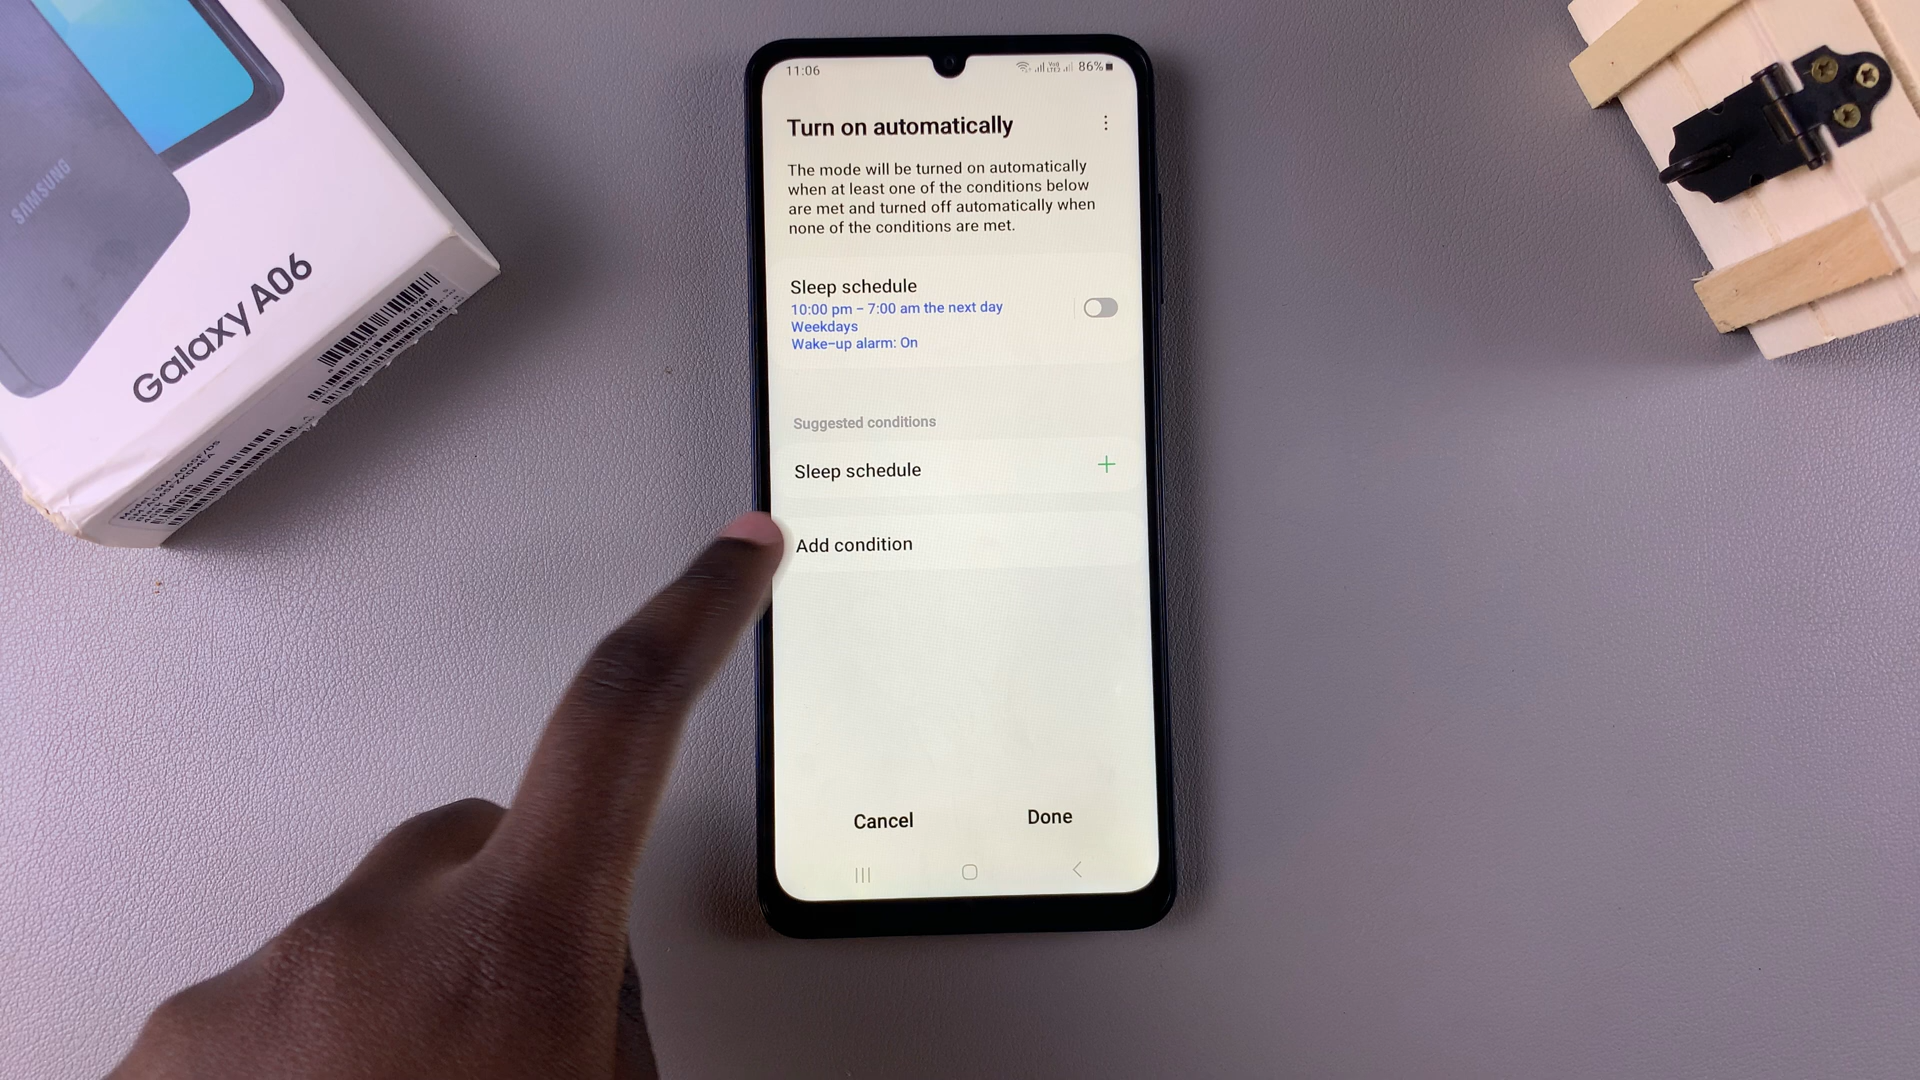 SAMSUNG
Galaxy A06
11:06
86%
Turn on automatically
The mode will be turned on automatically
when at least one of the conditions below
are met and turned off automatically when
none of the conditions are met.
Sleep schedule
10:00 pm – 7:00 am the next day
Weekdays
Wake-up alarm: On
Suggested conditions
Sleep schedule
Add condition
Cancel
Done